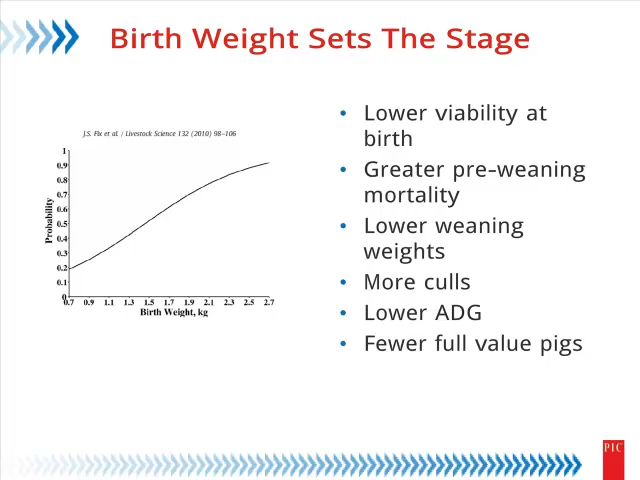 Birth Weight Sets The Stage
J.S. Fix et al. / Livestock Science 132 (2010) 98–106
1
0.9
0.8
0.7
0.6
0.5
0.4
0.3
0.2
0.1
0
Probability
0.7 0.9 1.1 1.3 1.5 1.7 1.9 2.1 2.3 2.5 2.7
Birth Weight, kg
• Lower viability at
birth
• Greater pre-weaning
mortality
• Lower weaning
weights
• More culls
• Lower ADG
• Fewer full value pigs
PIC